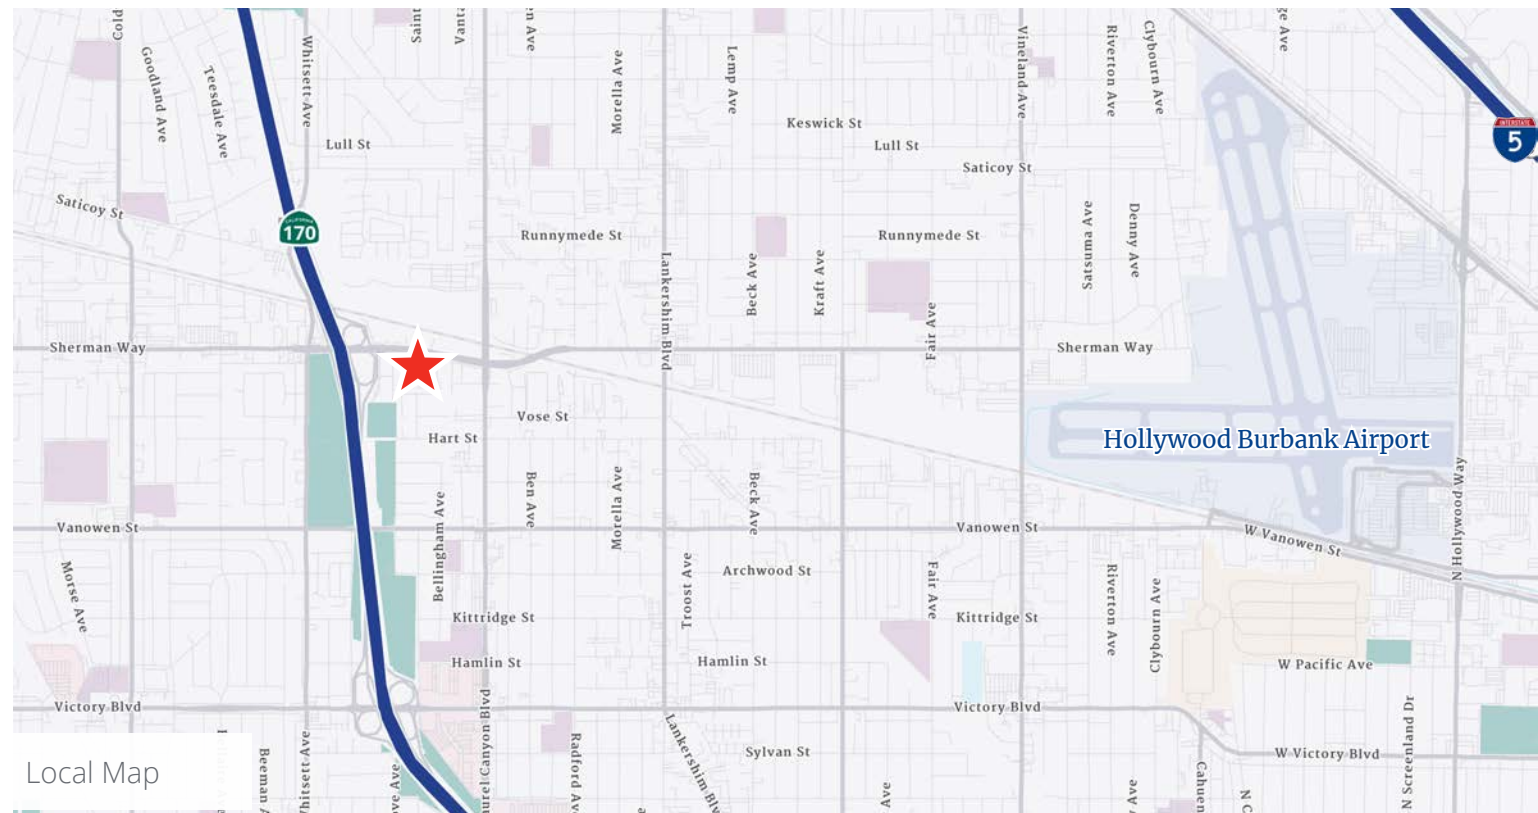 Goodland Ave
Teesdale Ave
Whitsett Ave
Morella Ave
Lemp Ave
Vineland Ave
Riverton Ave
Clybourn Ave
INTERSTATE
5
Keswick St
Lull St
Lull St
Saticoy St
Saticoy St
CALIFORNIA
170
Runnymede St
Runnymede St
Lankershim Blvd
Beck Ave
Kraft Ave
Fair Ave
Satsuma Ave
Denny Ave
Sherman Way
Sherman Way
Vose St
Hart St
Hollywood Burbank Airport
Bellingham Ave
Ben Ave
Morella Ave
Beck Ave
N Hollywood Way
Vanowen St
Vanowen St
W Vanowen St
Morse Ave
Troost Ave
Archwood St
Fair Ave
Riverton Ave
Clybourn Ave
Kittridge St
Kittridge St
Hamlin St
Hamlin St
W Pacific Ave
Victory Blvd
Victory Blvd
Lankershim Blv
Radford Av
Sylvan St
W Victory Blvd
N Screenland Dr
Beeman
Ave
Local Map